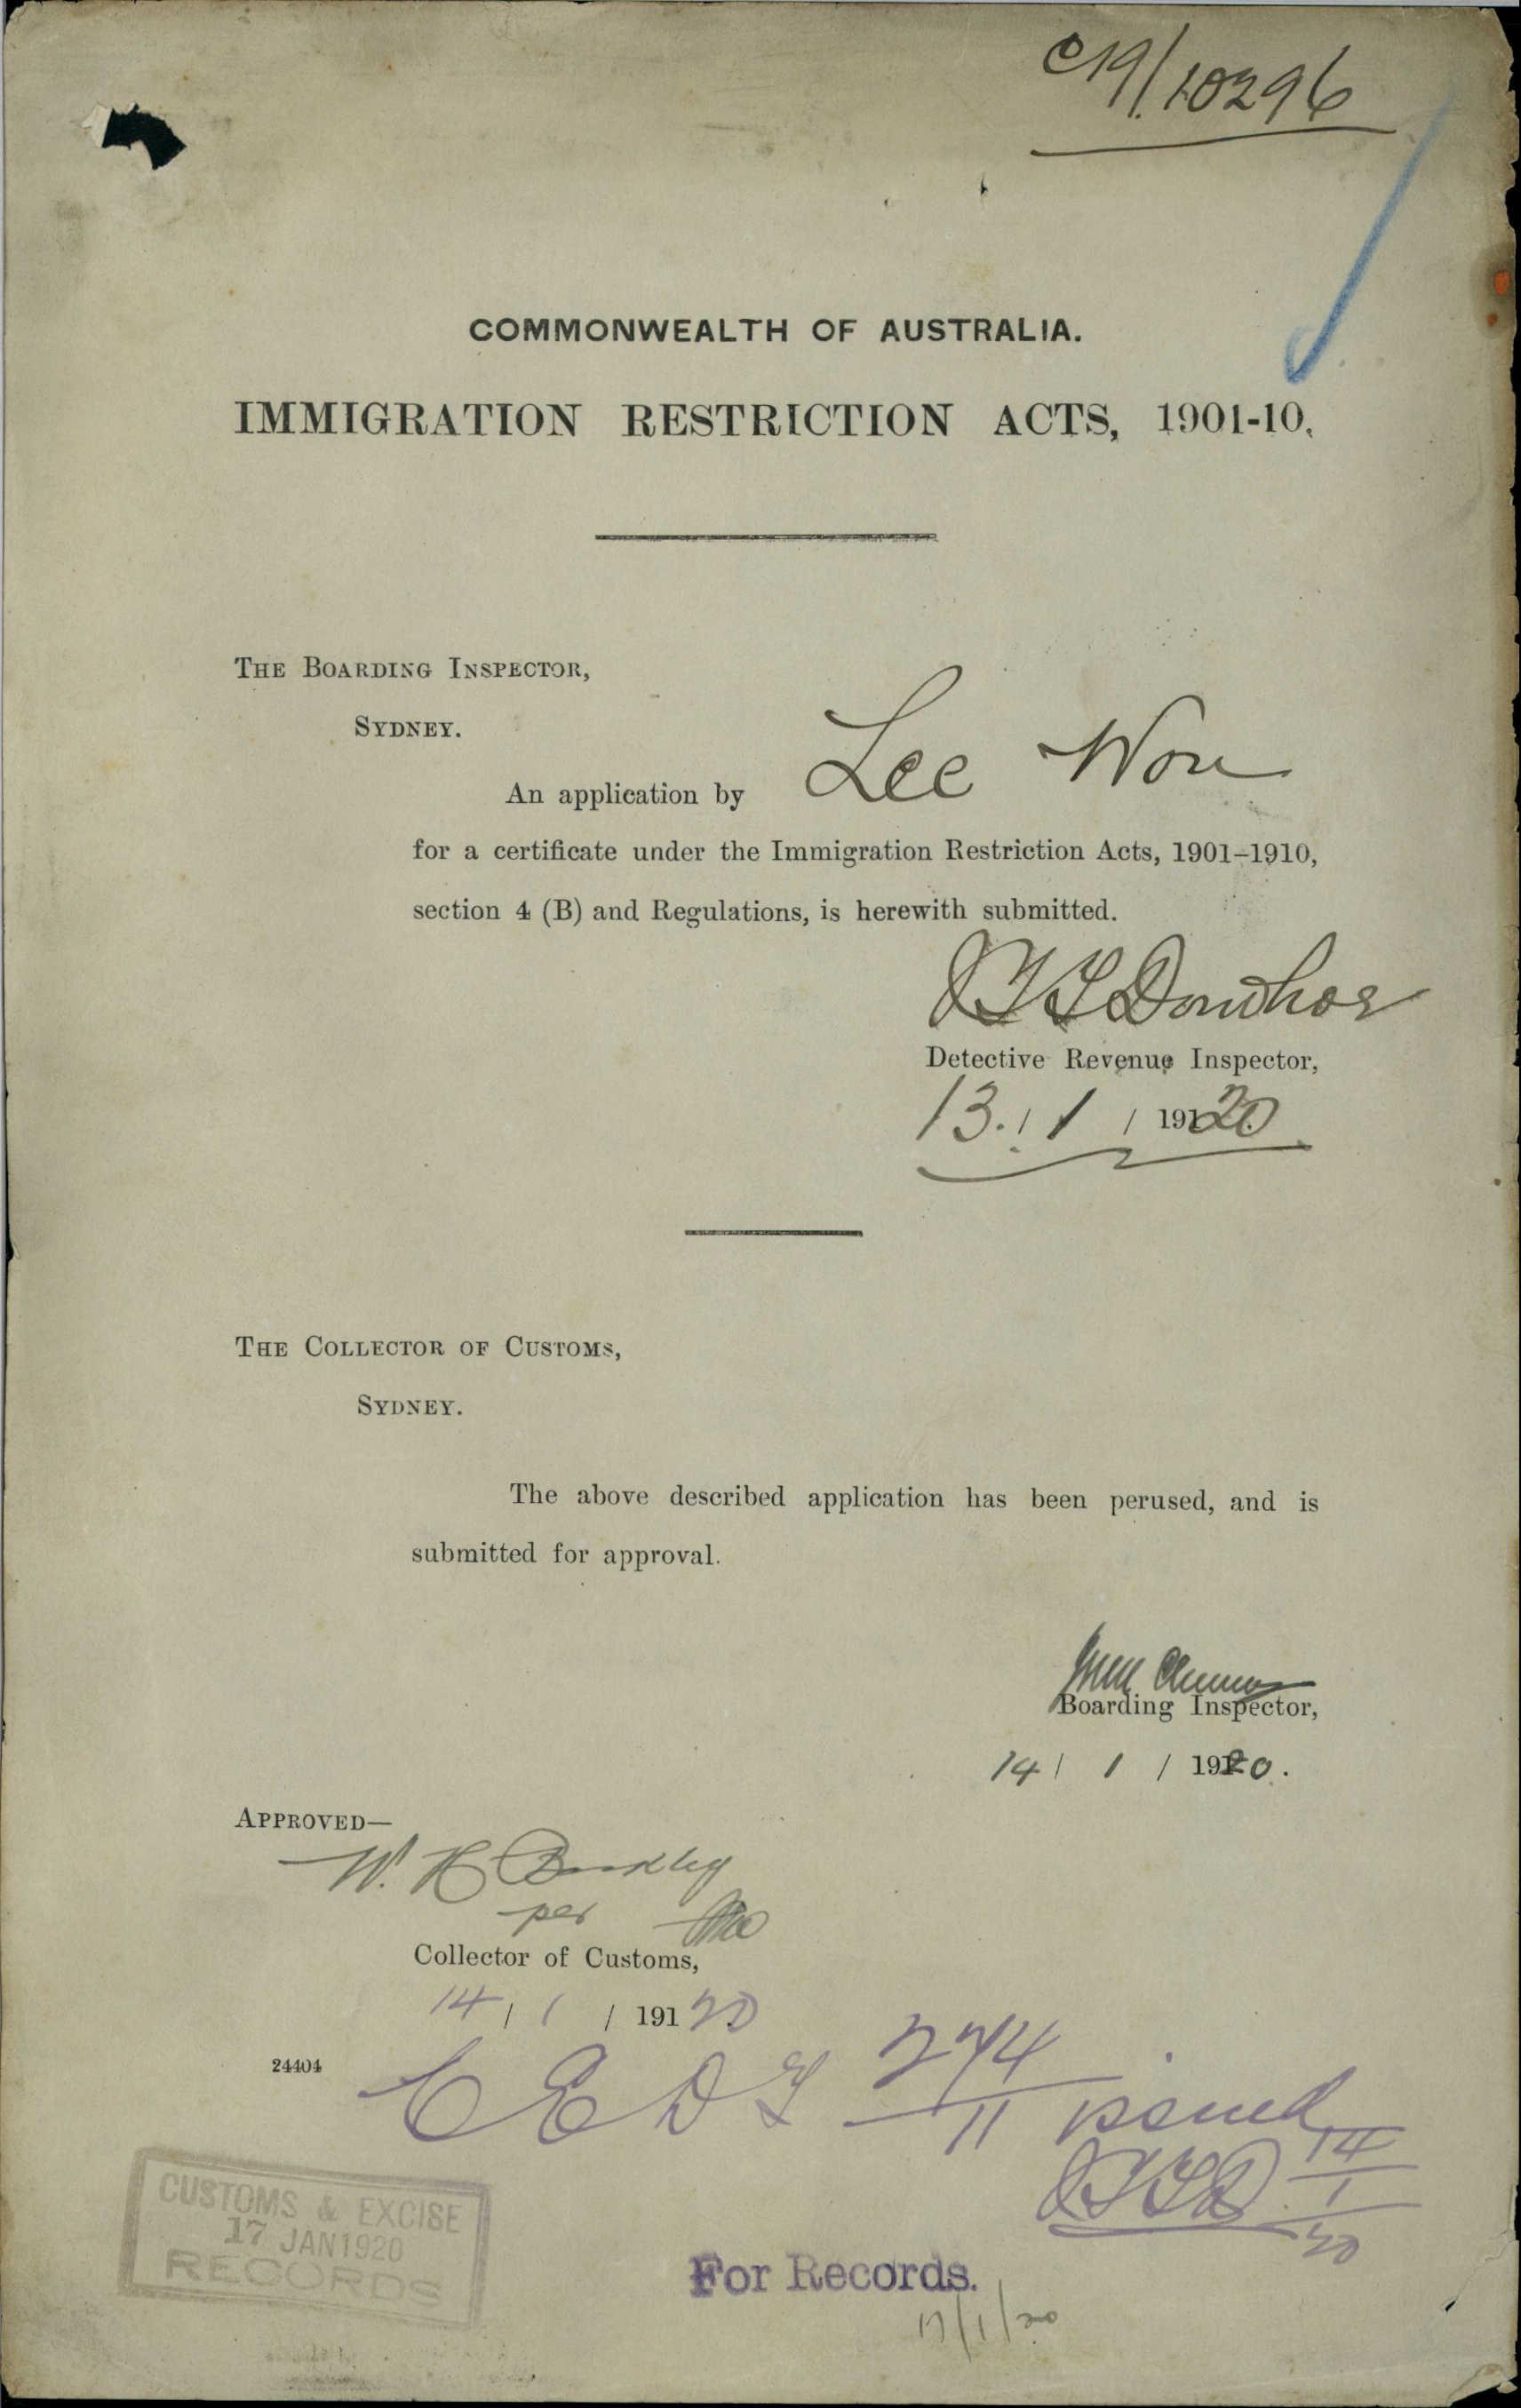 C19/10296
COMMONWEALTH OF AUSTRALIA.
IMMIGRATION RESTRICTION ACTS, 1901-10.
THE BOARDING INSPECTOR,
SYDNEY.
An application by Lee Won
for a certificate under the Immigration Restriction Acts, 1901-1910,
section 4 (B) and Regulations, is herewith submitted.
Detective Revenue Inspector,
13 / 1 / 1920
THE COLLECTOR OF CUSTOMS,
SYDNEY.
The above described application has been perused, and is
submitted for approval.
Boarding Inspector,
14 / 1 / 1920.
APPROVED—
W. H. Barkley
per
Collector of Customs,
14 / 1 / 191 20
24404
C E D T 274/11 issued
14/1/20
CUSTOMS & EXCISE
17 JAN 1920
RECORDS
For Records.
17/1/20